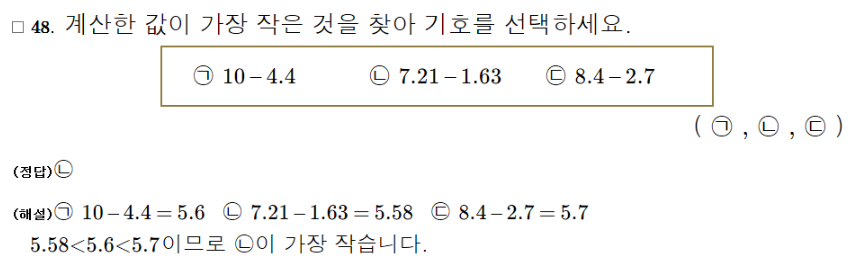 □ 48. 계산한 값이 가장 작은 것을 찾아 기호를 선택하세요.
㉠ 10－4.4 ㉡ 7.21－1.63 ㉢ 8.4－2.7
( ㉠ , ㉡ , ㉢ )
(정답)㉡
(해설)㉠ 10－4.4＝5.6 ㉡ 7.21－1.63＝5.58 ㉢ 8.4－2.7＝5.7
5.58<5.6<5.7이므로 ㉡이 가장 작습니다.